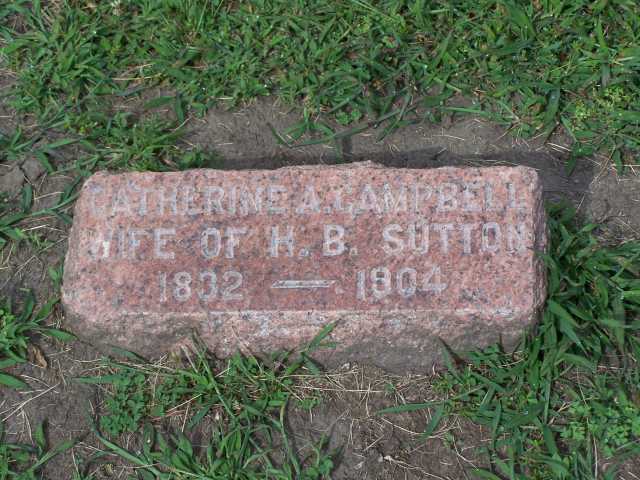 CATHERINE A. CAMPBELL
WIFE OF H. B. SUTTON
1832 — 1904